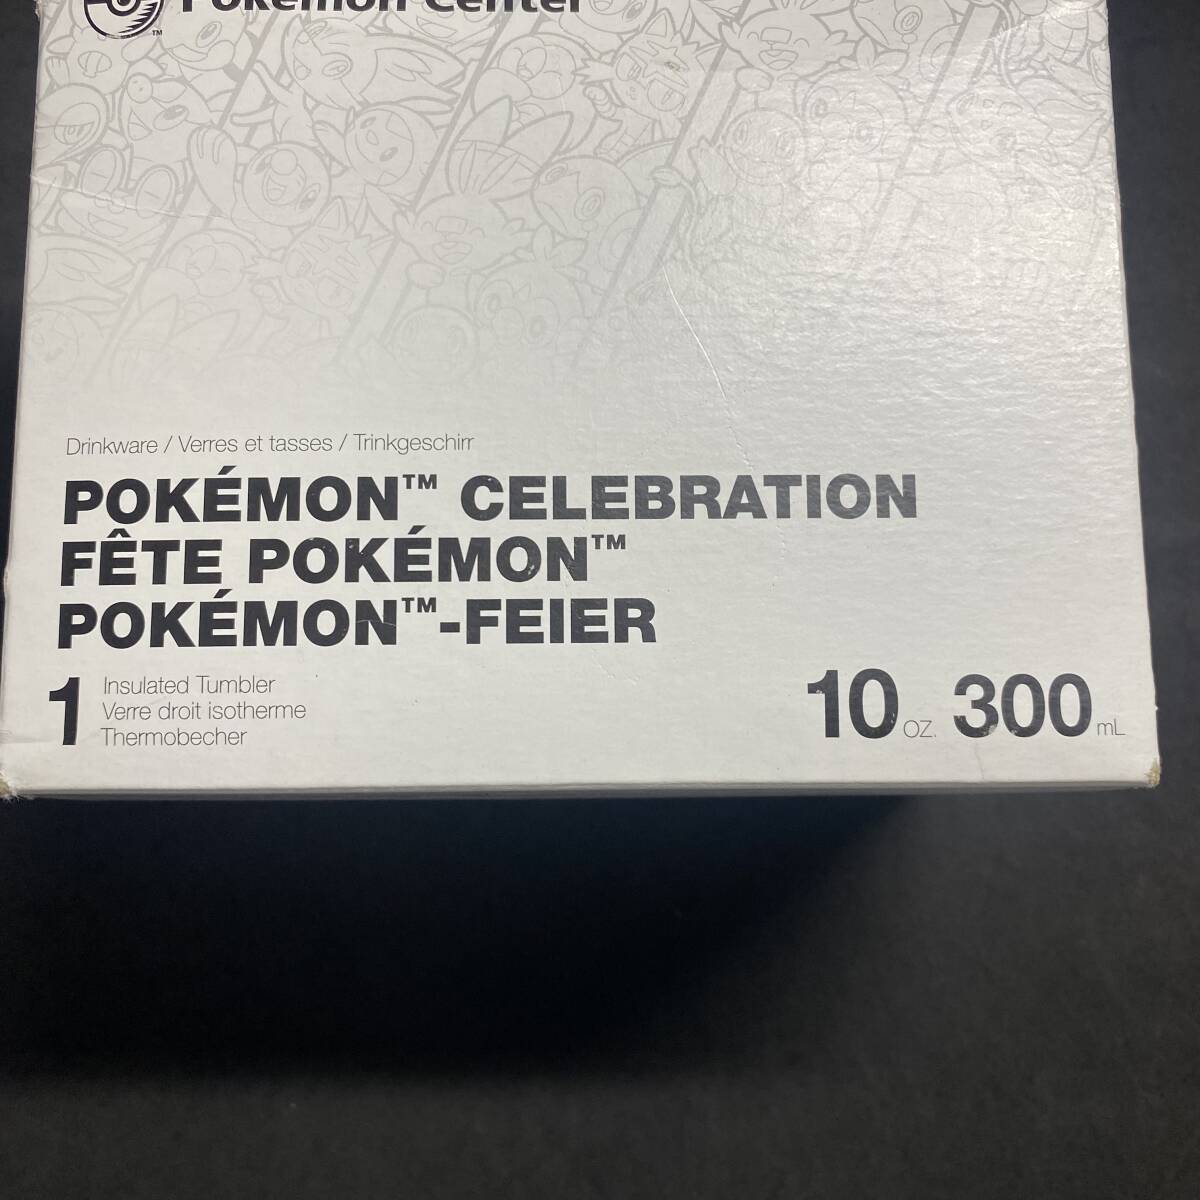 Pokémon Center
TM
Drinkware / Verres et tasses / Trinkgeschirr
POKÉMON™ CELEBRATION
FÊTE POKÉMON™
POKÉMON™-FEIER
1 Insulated Tumbler
Verre droit isotherme
Thermobecher
10 OZ. 300 mL